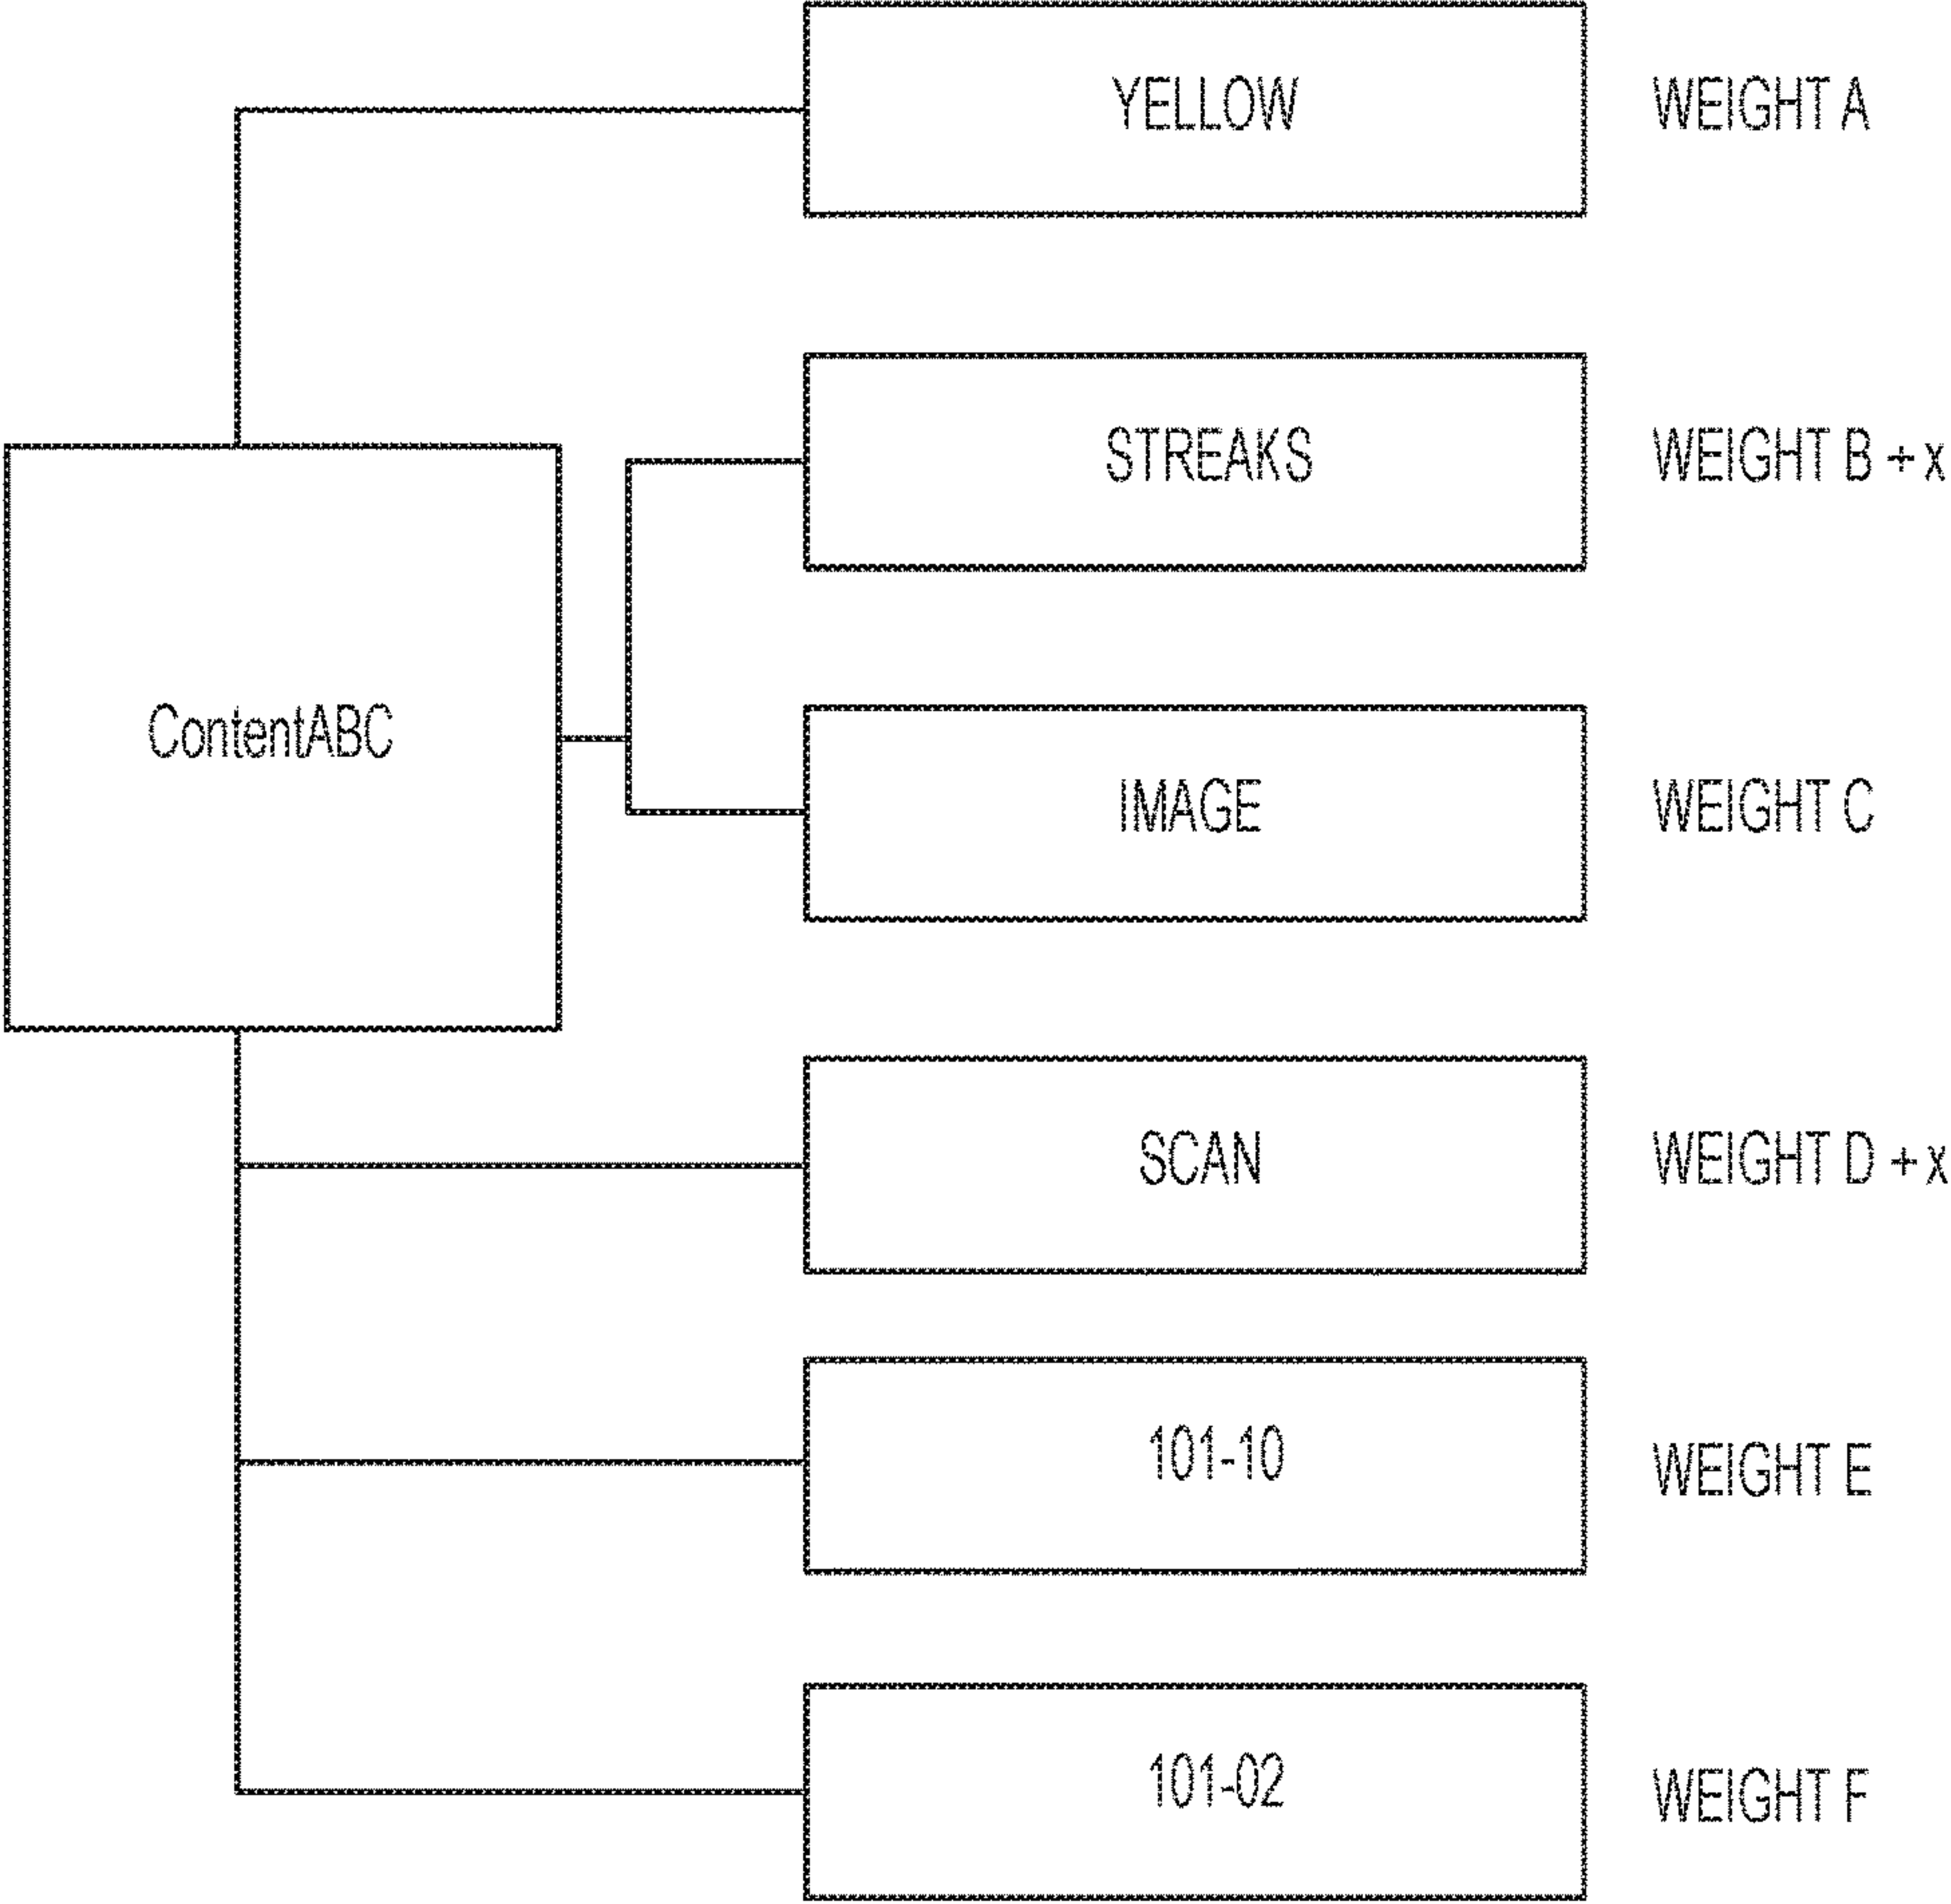 YELLOW WEIGHT A
STREAKS WEIGHT B + x
ContentABC
IMAGE WEIGHT C
SCAN WEIGHT D + x
101-10 WEIGHT E
101-02 WEIGHT F